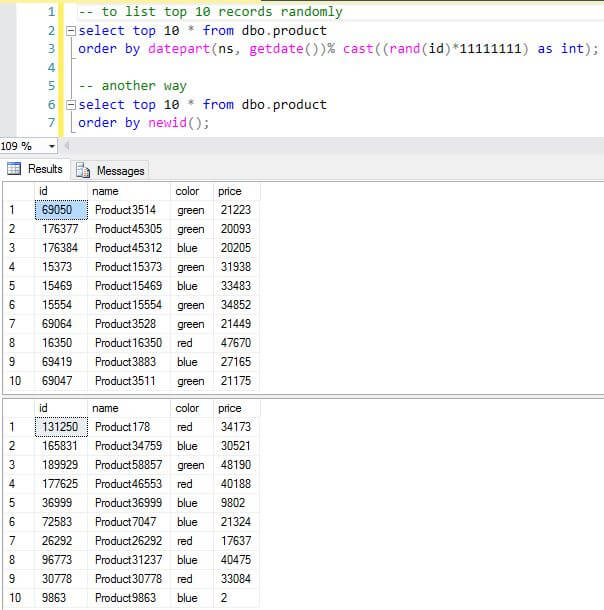 1 -- to list top 10 records randomly
2 select top 10 * from dbo.product
3 order by datepart(ns, getdate())% cast((rand(id)*11111111) as int);
4
5 -- another way
6 select top 10 * from dbo.product
7 order by newid();
109 %
Results Messages
id name color price
1 69050 Product3514 green 21223
2 176377 Product45305 green 20093
3 176384 Product45312 blue 20205
4 15373 Product15373 green 31938
5 15469 Product15469 blue 33483
6 15554 Product15554 green 34852
7 69064 Product3528 green 21449
8 16350 Product16350 red 47670
9 69419 Product3883 blue 27165
10 69047 Product3511 green 21175
id name color price
1 131250 Product178 red 34173
2 165831 Product34759 blue 30521
3 189929 Product58857 green 48190
4 177625 Product46553 red 40188
5 36999 Product36999 blue 9802
6 72583 Product7047 blue 21324
7 26292 Product26292 red 17637
8 96773 Product31237 blue 40475
9 30778 Product30778 red 33084
10 9863 Product9863 blue 2